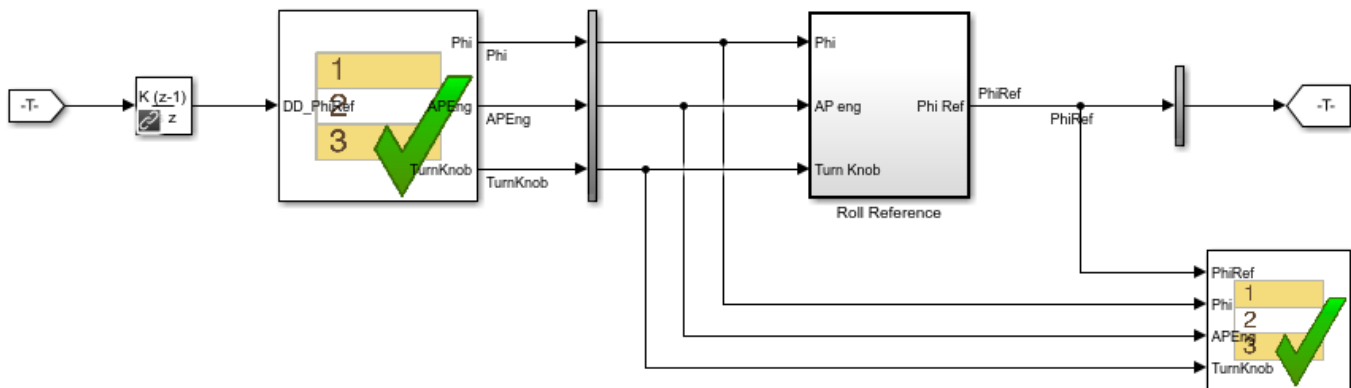 -T-
K (z-1)
z
DD_PhiRef
1
2
3
Phi
APEng
TurnKnob
Phi
APEng
TurnKnob
Phi
AP eng
Turn Knob
Phi Ref
Roll Reference
PhiRef
PhiRef
-T-
PhiRef
Phi
APEng
TurnKnob
1
2
3